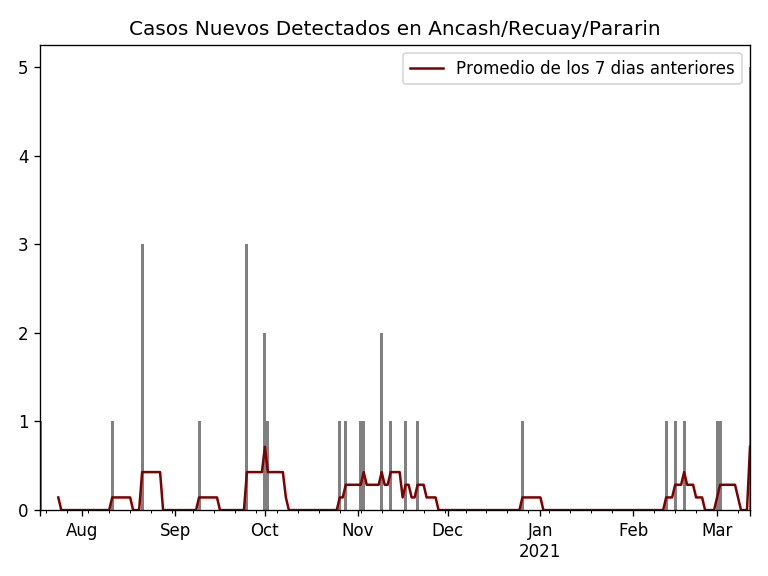 Casos Nuevos Detectados en Ancash/Recuay/Pararin
Promedio de los 7 dias anteriores
5
4
3
2
1
0
Aug Sep Oct Nov Dec Jan Feb Mar
2021